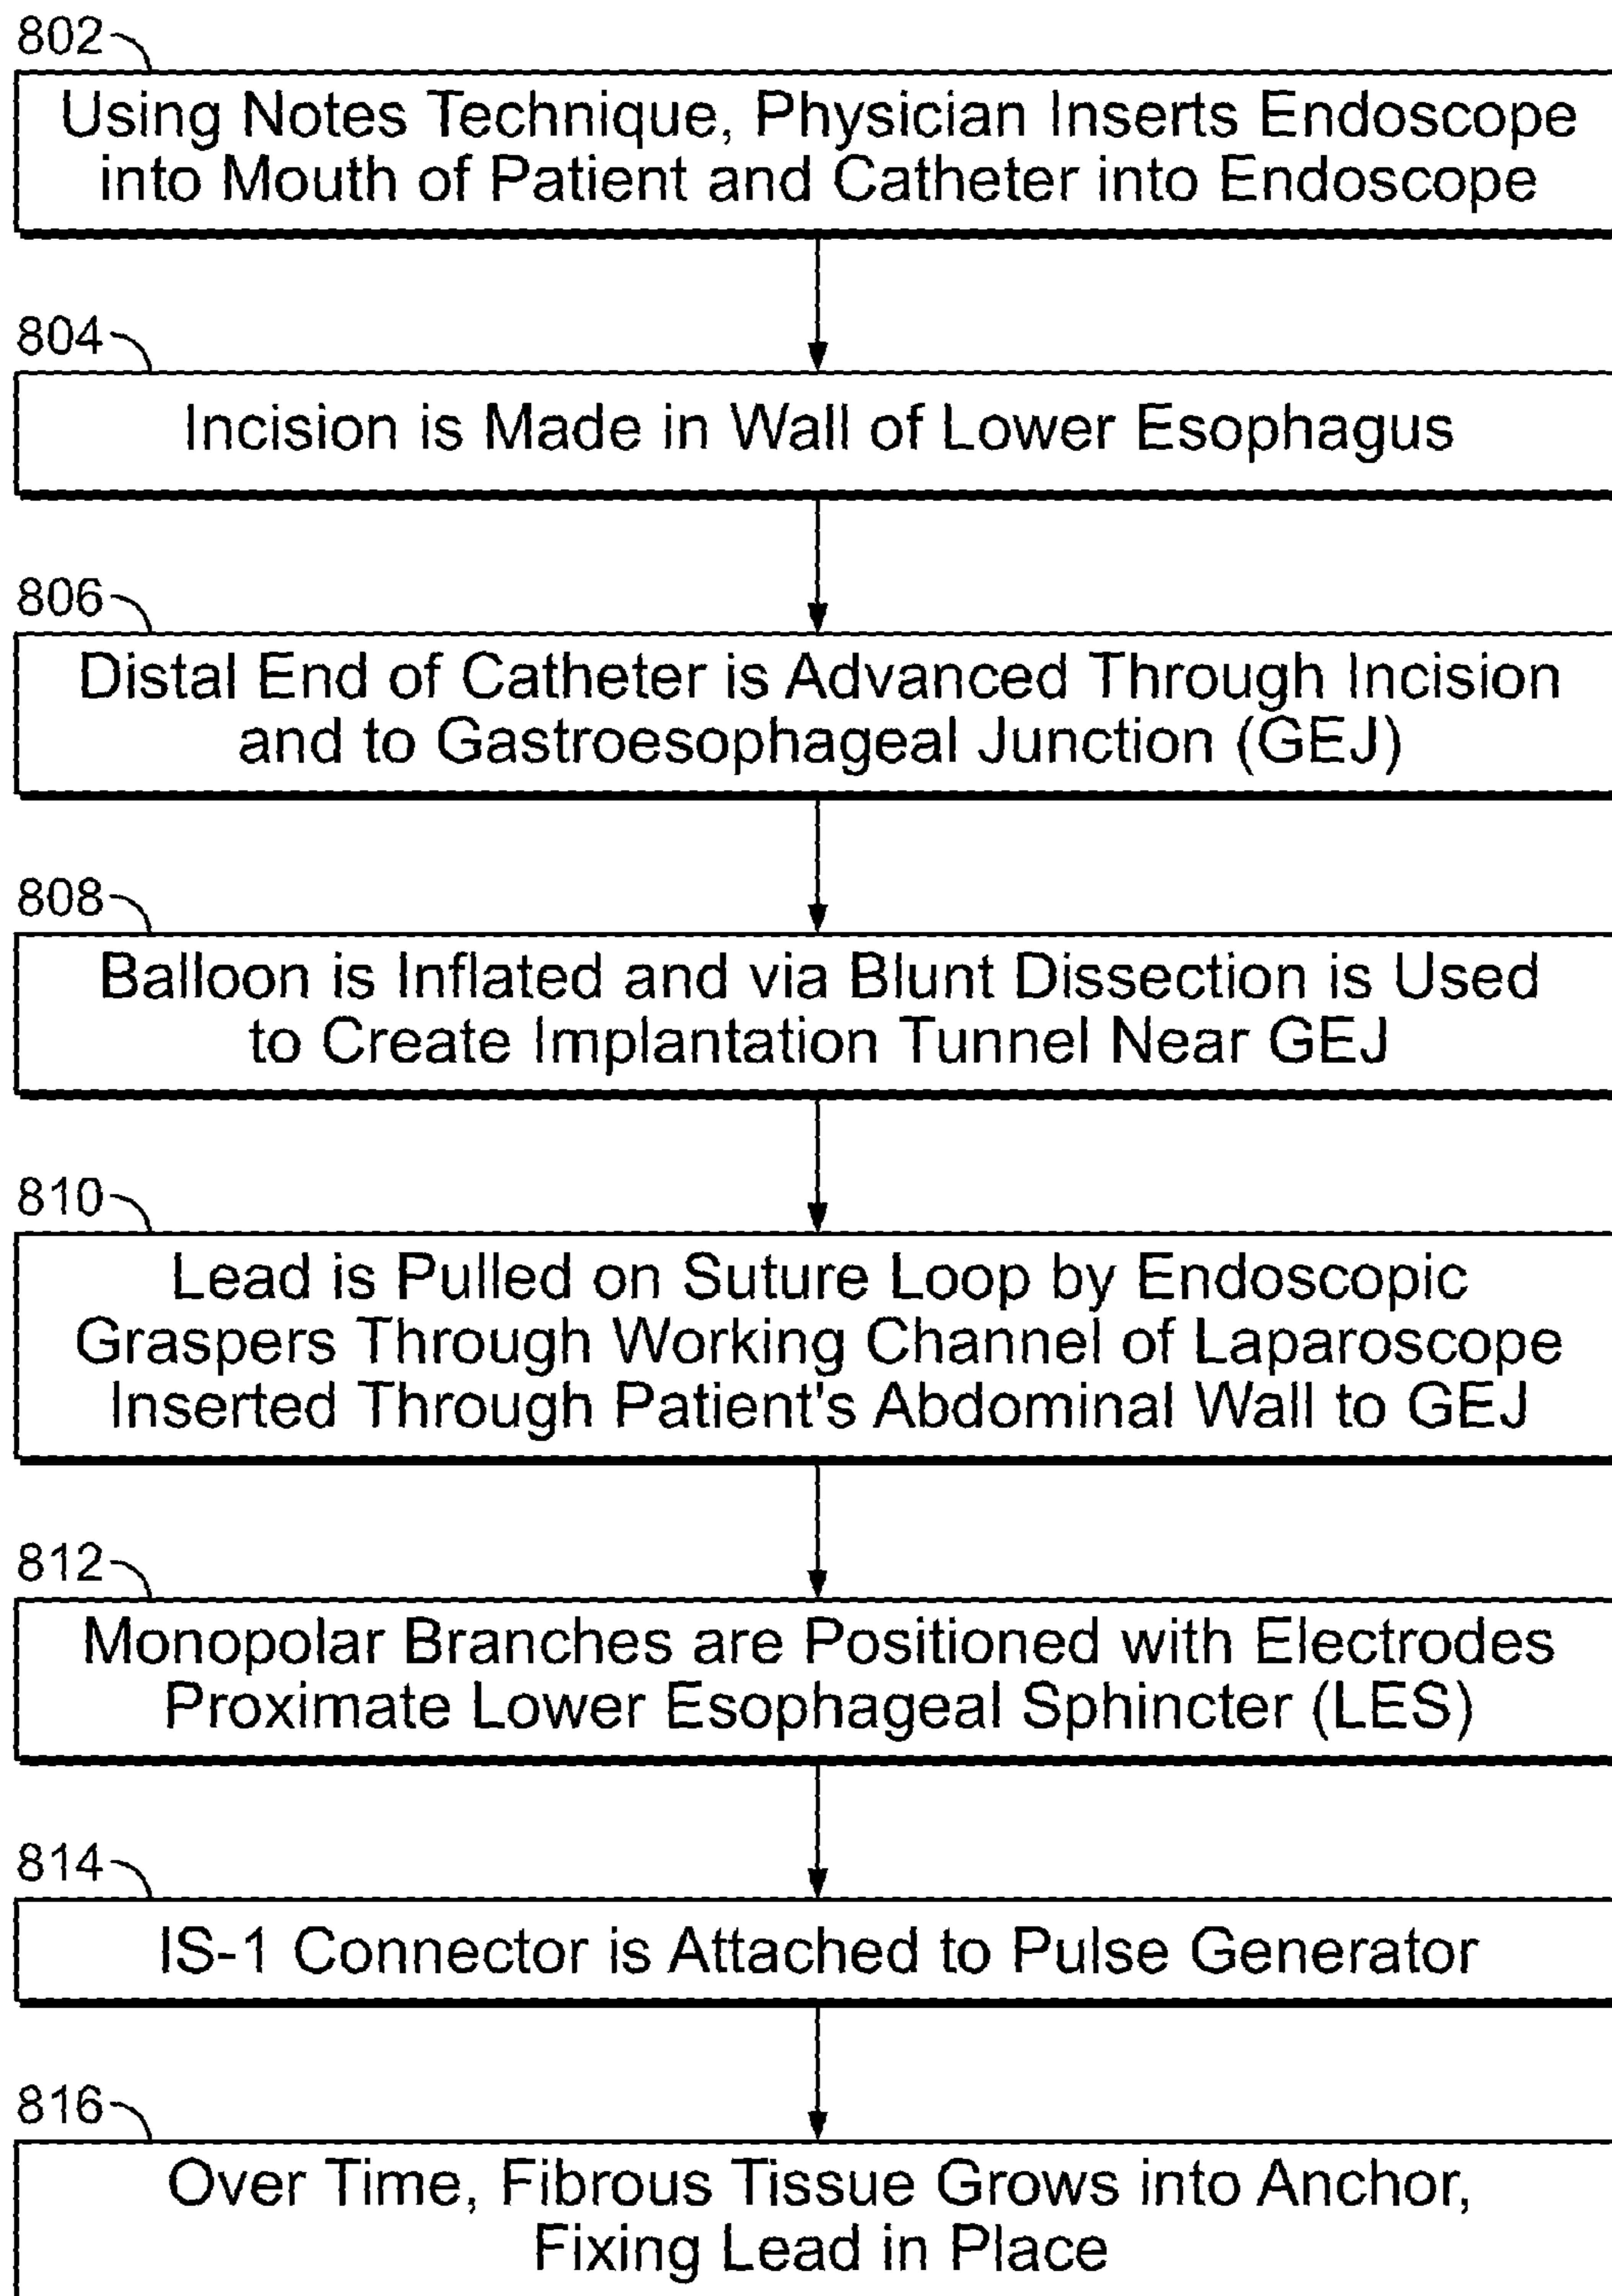 802
Using Notes Technique, Physician Inserts Endoscope
into Mouth of Patient and Catheter into Endoscope
804
Incision is Made in Wall of Lower Esophagus
806
Distal End of Catheter is Advanced Through Incision
and to Gastroesophageal Junction (GEJ)
808
Balloon is Inflated and via Blunt Dissection is Used
to Create Implantation Tunnel Near GEJ
810
Lead is Pulled on Suture Loop by Endoscopic
Graspers Through Working Channel of Laparoscope
Inserted Through Patient's Abdominal Wall to GEJ
812
Monopolar Branches are Positioned with Electrodes
Proximate Lower Esophageal Sphincter (LES)
814
IS-1 Connector is Attached to Pulse Generator
816
Over Time, Fibrous Tissue Grows into Anchor,
Fixing Lead in Place